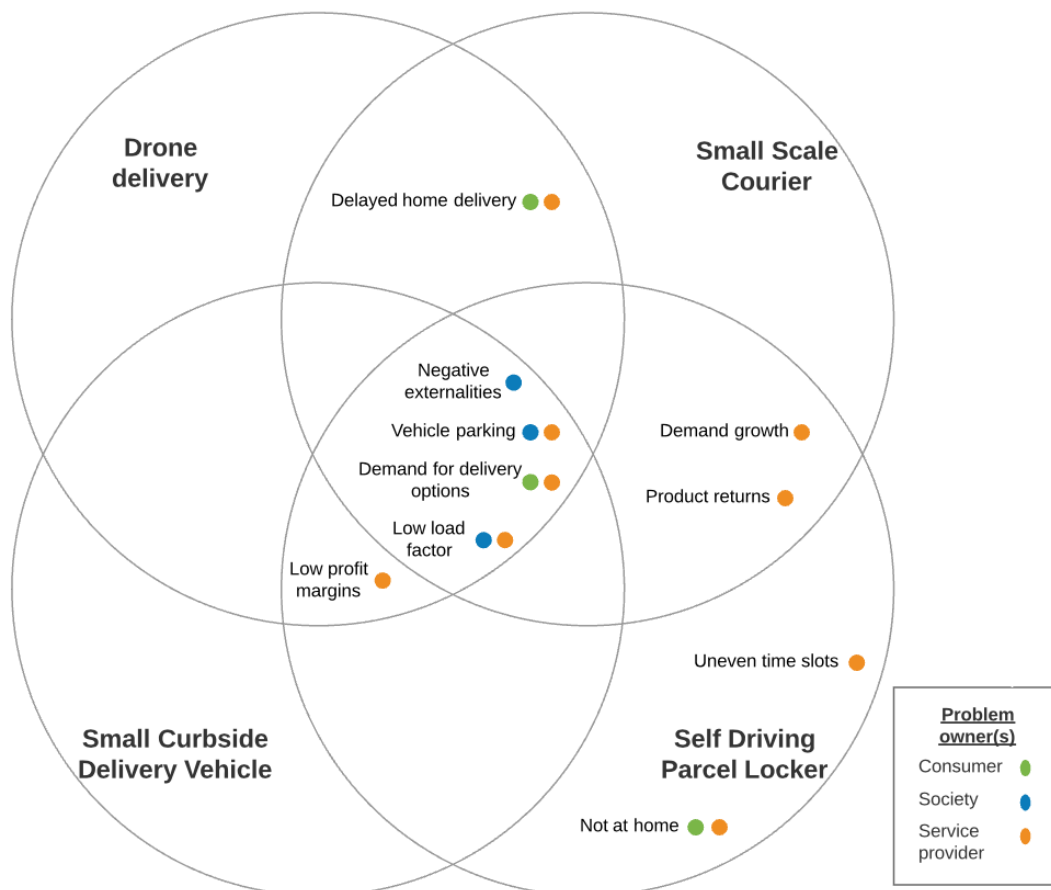 Drone
delivery
Small Scale
Courier
Delayed home delivery
Negative
externalities
Vehicle parking
Demand for delivery
options
Low load
factor
Low profit
margins
Demand growth
Product returns
Uneven time slots
Small Curbside
Delivery Vehicle
Self Driving
Parcel Locker
Not at home
Problem
owner(s)
Consumer
Society
Service
provider